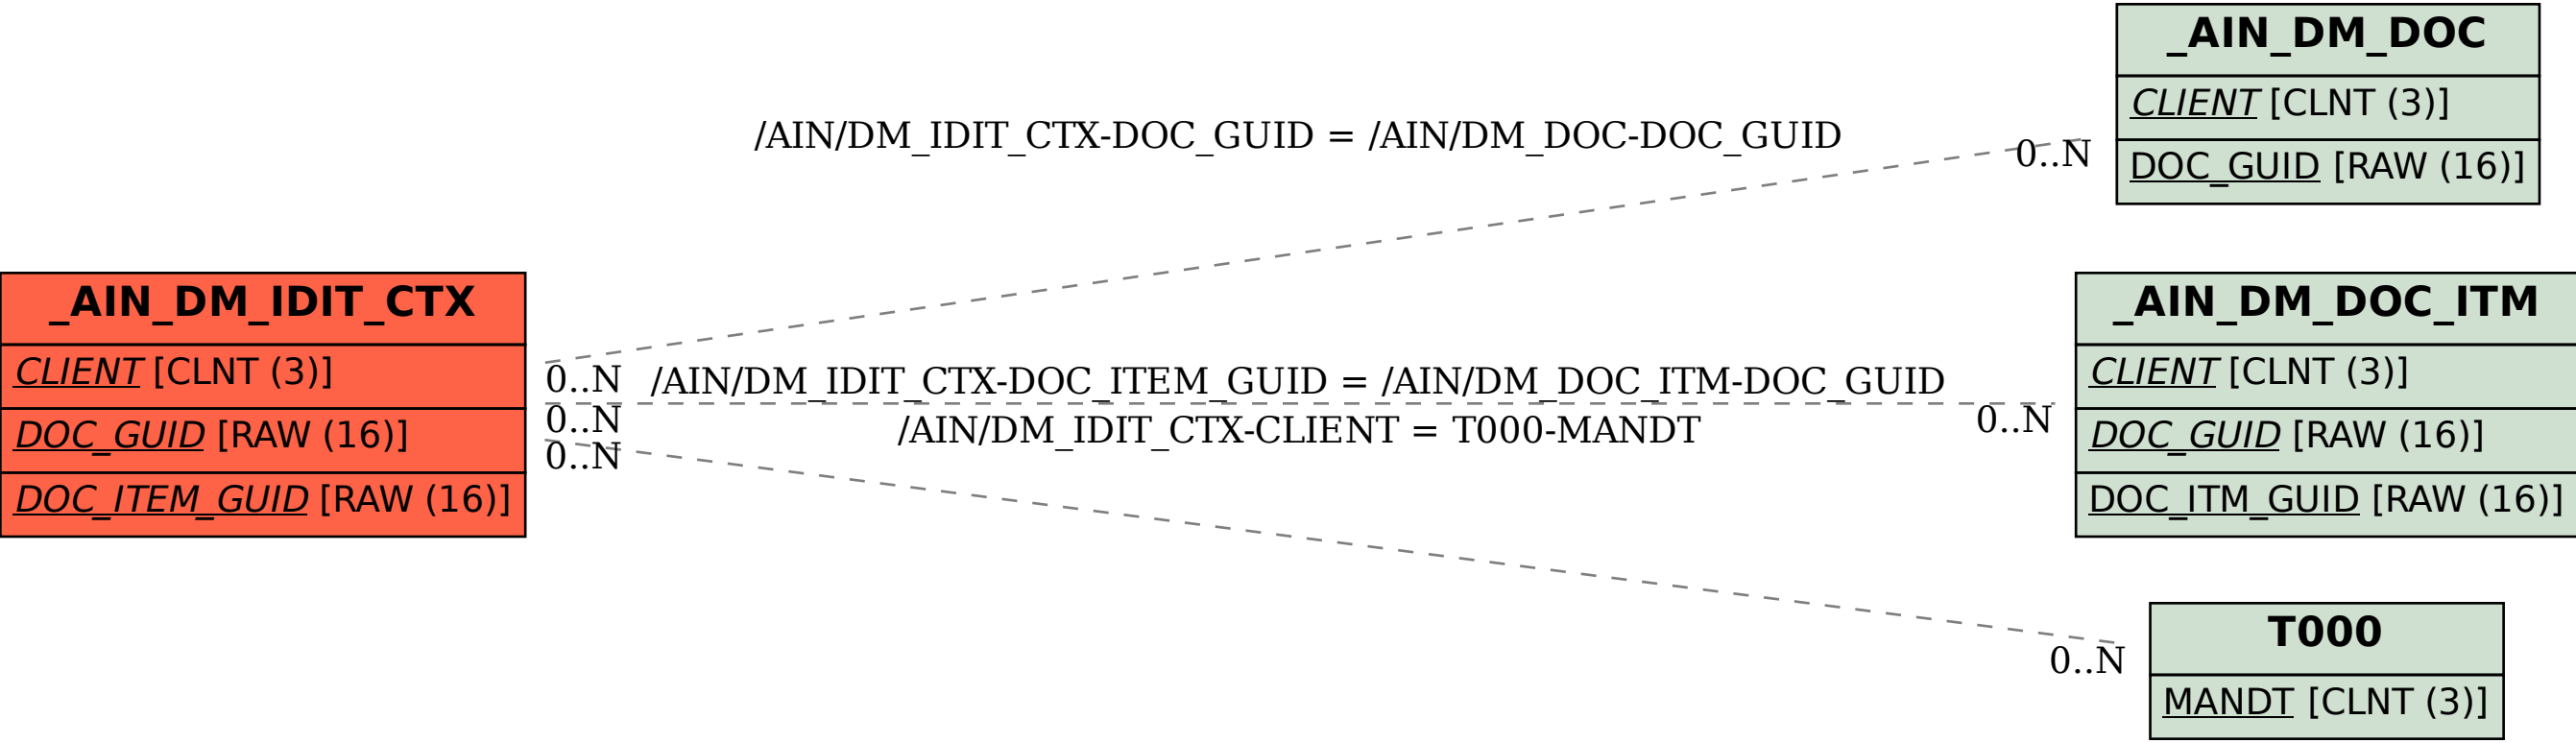 _AIN_DM_IDIT_CTX
CLIENT [CLNT (3)]
DOC_GUID [RAW (16)]
DOC_ITEM_GUID [RAW (16)]
/AIN/DM_IDIT_CTX-DOC_GUID = /AIN/DM_DOC-DOC_GUID
0..N
0..N
/AIN/DM_IDIT_CTX-DOC_ITEM_GUID = /AIN/DM_DOC_ITM-DOC_GUID
0..N
0..N
/AIN/DM_IDIT_CTX-CLIENT = T000-MANDT
0..N
0..N
_AIN_DM_DOC
CLIENT [CLNT (3)]
DOC_GUID [RAW (16)]
_AIN_DM_DOC_ITM
CLIENT [CLNT (3)]
DOC_GUID [RAW (16)]
DOC_ITM_GUID [RAW (16)]
T000
MANDT [CLNT (3)]